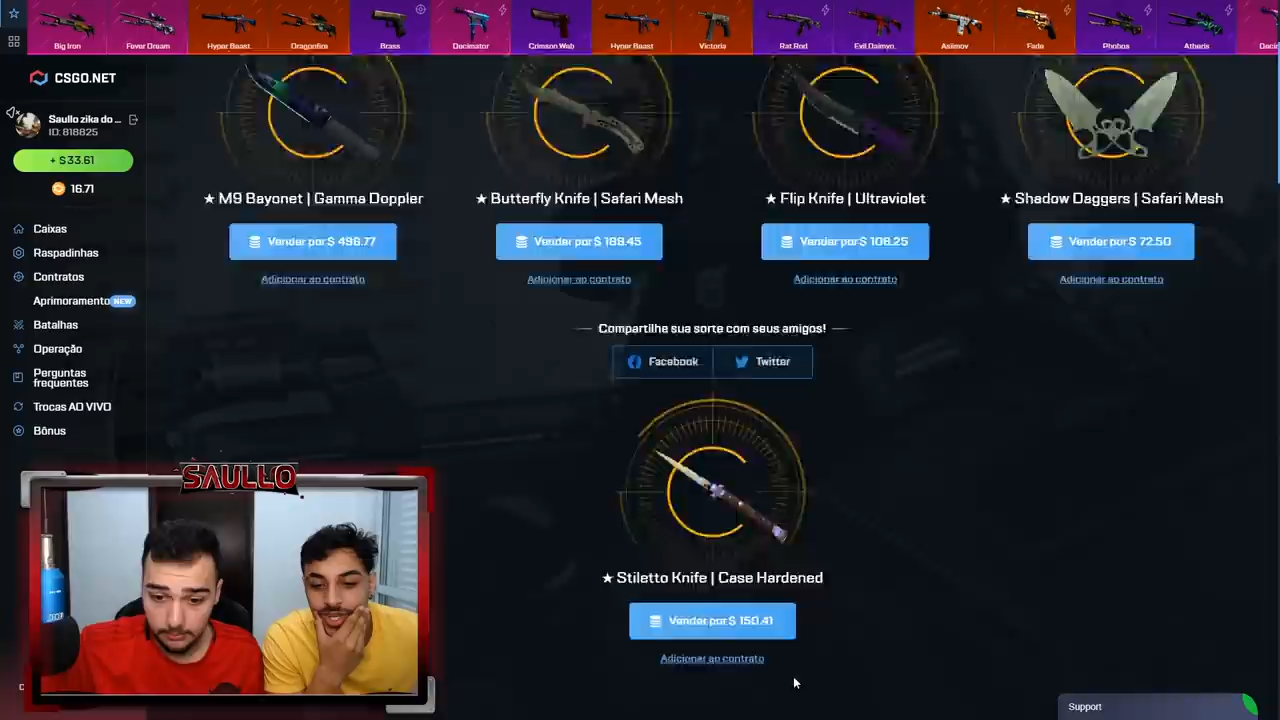 Big Iron
Fever Dream
Hyper Beast
Dragonfire
Brass
Decimator
Crimson Web
Hyper Beast
Victoria
Rat Rod
Evil Daimyo
Asiimov
Fade
Phobos
Atheris
CSGO.NET
Saullo zika do ...
ID: 818825
+ $33.61
16.71
Caixas
Raspadinhas
Contratos
Aprimoramento NEW
Batalhas
Operação
Perguntas
frequentes
Trocas AO VIVO
Bônus
★ M9 Bayonet | Gamma Doppler
★ Butterfly Knife | Safari Mesh
★ Flip Knife | Ultraviolet
★ Shadow Daggers | Safari Mesh
Vender por $ 496.77
Vender por $ 188.45
Vender por $ 108.25
Vender por $ 72.50
Adicionar ao contrato
Adicionar ao contrato
Adicionar ao contrato
Adicionar ao contrato
Compartilhe sua sorte com seus amigos!
Facebook
Twitter
★ Stiletto Knife | Case Hardened
Vender por $ 150.41
Adicionar ao contrato
SAULLO
Support